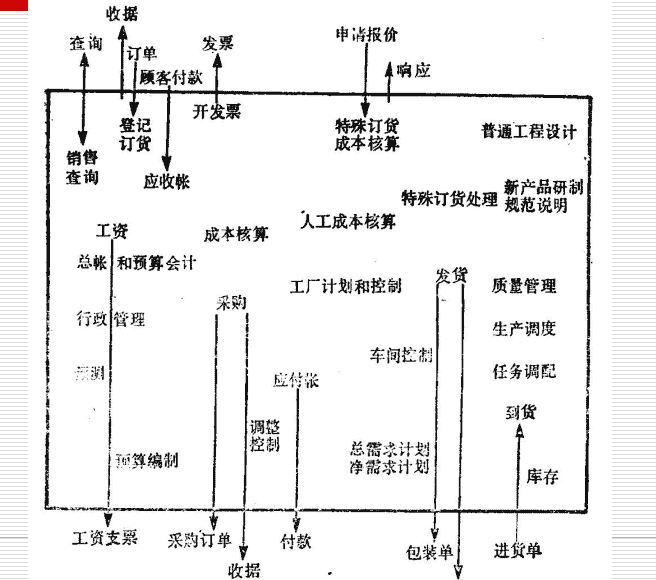 收据
查询
订单
发票
申请报价
顾客付款
响应
开发票
登记
订货
特殊订货
成本核算
普通工程设计
销售
查询
应收帐
特殊订货处理
新产品研制
规范说明
人工成本核算
工资
成本核算
总帐和预算会计
工厂计划和控制
发货
质量管理
采购
行政管理
生产调度
车间控制
预测
应付帐
任务调配
到货
调整
控制
总需求计划
净需求计划
预算编制
库存
工资支票
采购订单
付款
包装单
进货单
收据